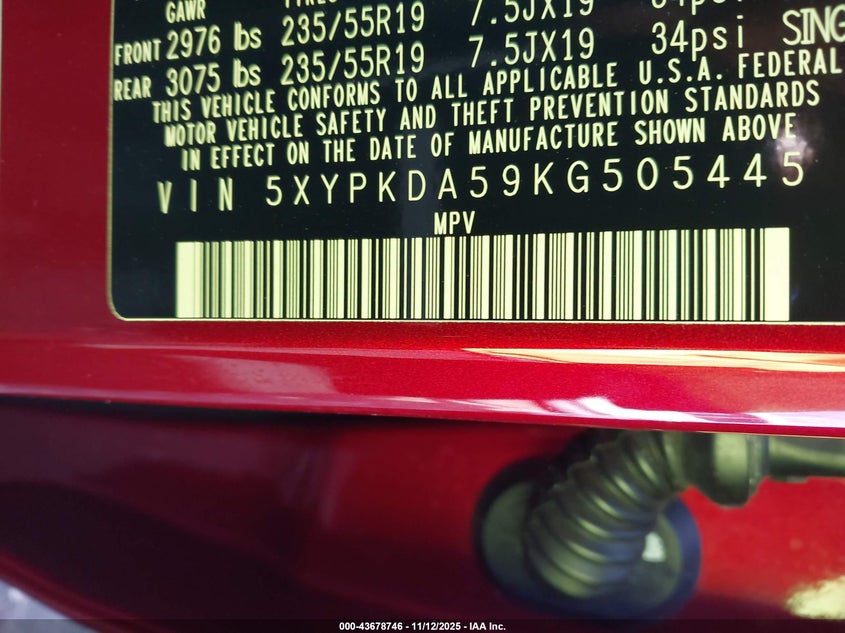 GAWR
FRONT 2976 lbs 235/55R19 7.5JX19
REAR 3075 lbs 235/55R19 7.5JX19 34psi SING
THIS VEHICLE CONFORMS TO ALL APPLICABLE U.S.A. FEDERAL
MOTOR VEHICLE SAFETY AND THEFT PREVENTION STANDARDS
IN EFFECT ON THE DATE OF MANUFACTURE SHOWN ABOVE
VIN 5XYPKDA59KG505445
MPV
000-43678746 - 11/12/2025 - IAA Inc.